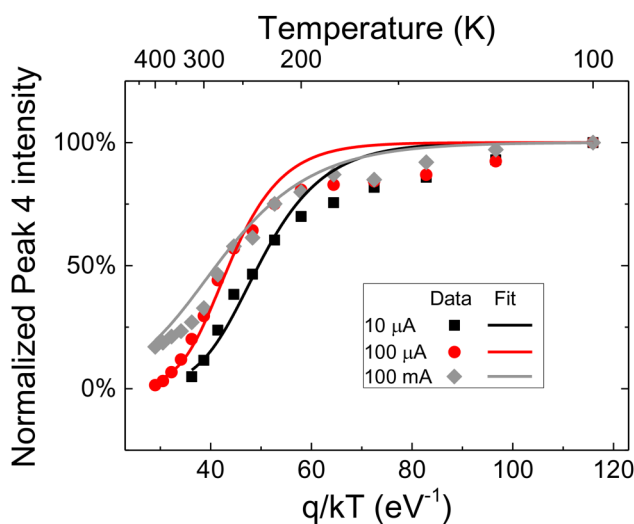 Temperature (K)
400 300 200 100
Normalized Peak 4 intensity
100%
50%
0%
Data Fit
10 μA
100 μA
100 mA
40 60 80 100 120
q/kT (eV⁻¹)